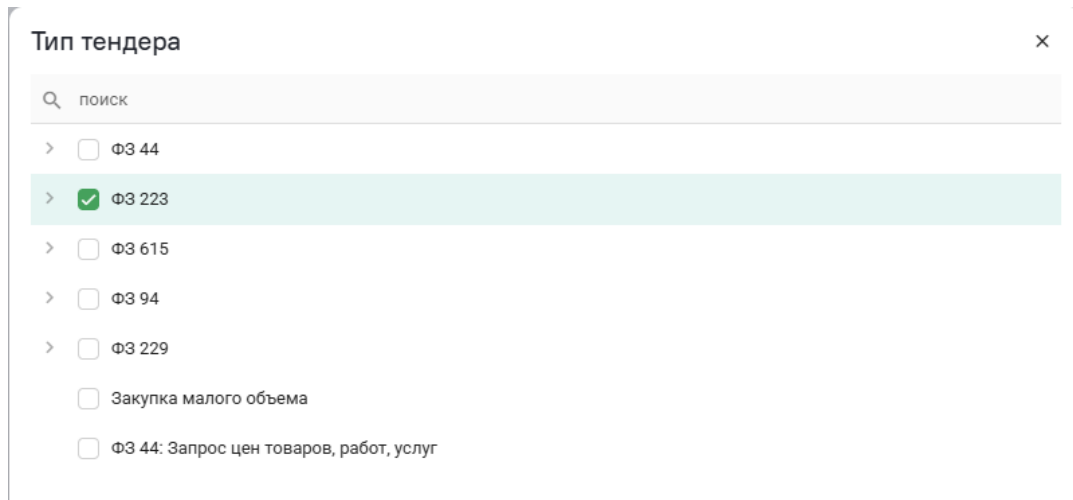 Тип тендера
поиск
ФЗ 44
ФЗ 223
ФЗ 615
ФЗ 94
ФЗ 229
Закупка малого объема
ФЗ 44: Запрос цен товаров, работ, услуг